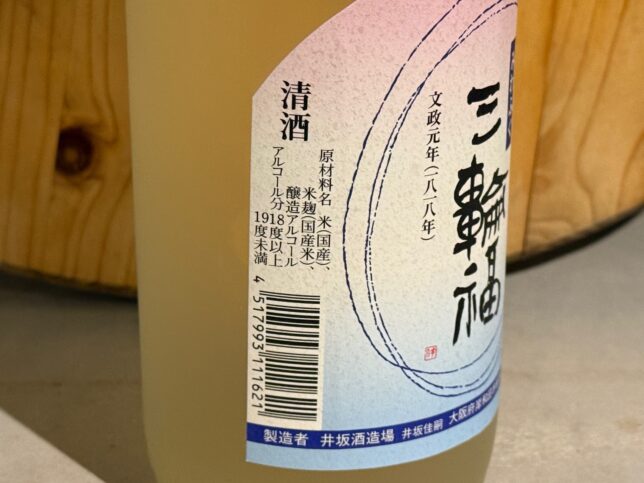 三輪福
文政元年(一八一八年)
清酒
原材料名 米(国産)、
米麹(国産米)、
醸造アルコール
アルコール分18度以上
19度未満
4517993111621
製造者 井坂酒造場 井坂佳嗣 大阪府岸和